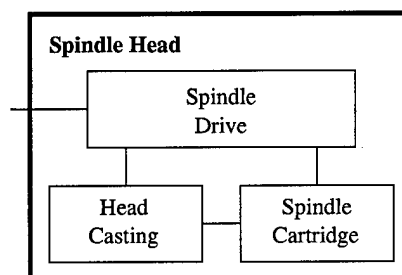 Spindle Head
Spindle
Drive
Head
Casting
Spindle
Cartridge